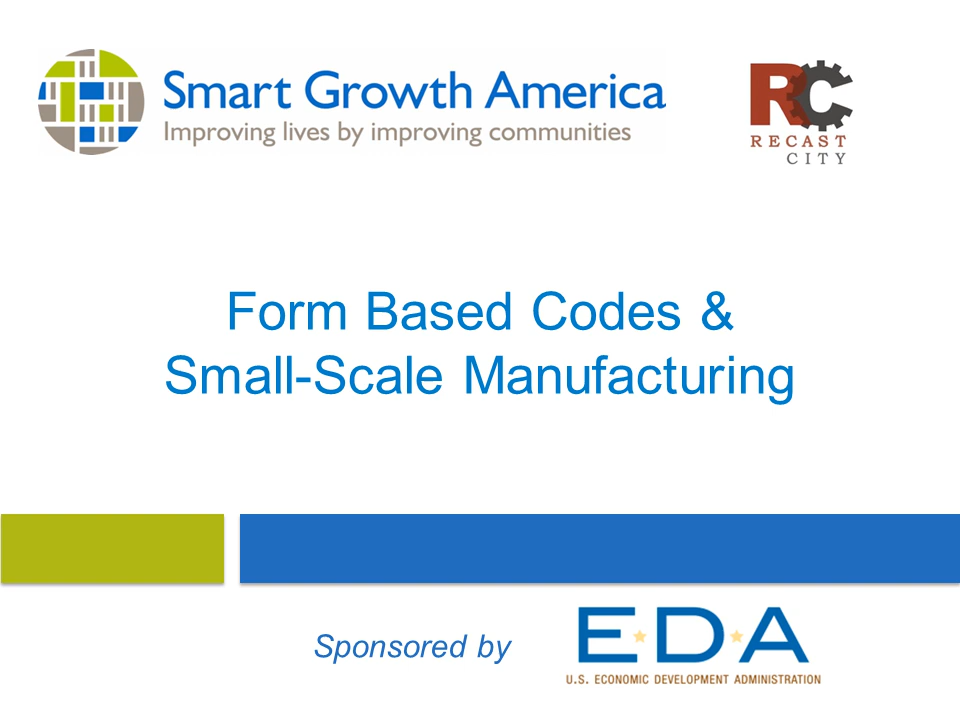 Smart Growth America
Improving lives by improving communities
RC
RECAST
CITY
Form Based Codes &
Small-Scale Manufacturing
Sponsored by
E·D·A
U.S. ECONOMIC DEVELOPMENT ADMINISTRATION